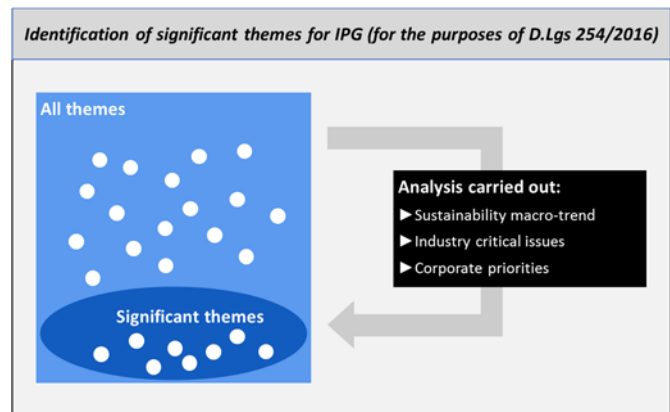 Identification of significant themes for IPG (for the purposes of D.Lgs 254/2016)
All themes
Analysis carried out:
►Sustainability macro-trend
►Industry critical issues
►Corporate priorities
Significant themes